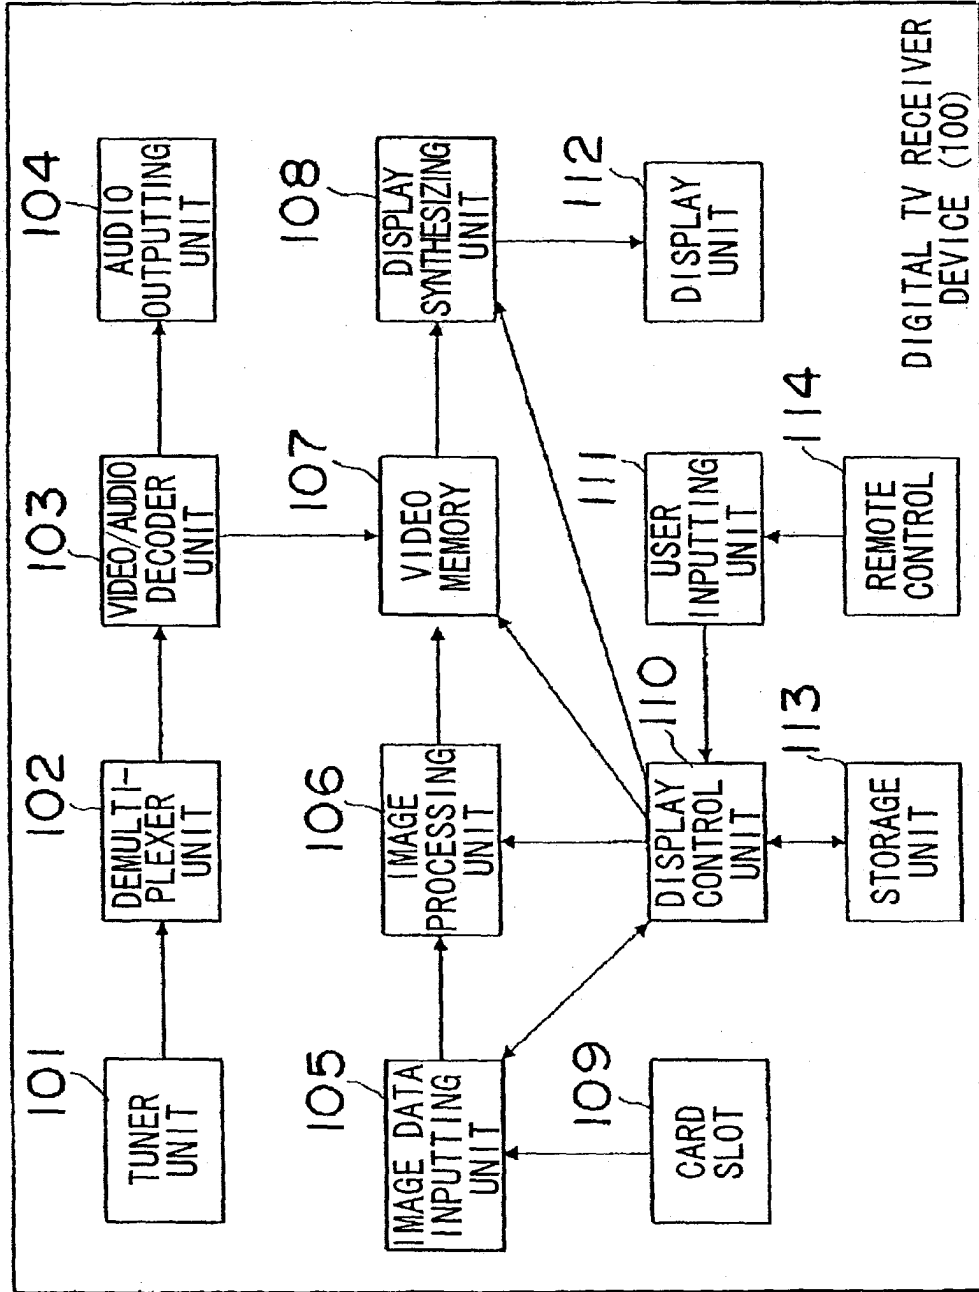 101
TUNER
UNIT
102
DEMULTI-
PLEXER
UNIT
103
VIDEO/AUDIO
DECODER
UNIT
104
AUDIO
OUTPUTTING
UNIT
105
IMAGE DATA
INPUTTING
UNIT
106
IMAGE
PROCESSING
UNIT
107
VIDEO
MEMORY
108
DISPLAY
SYNTHESIZING
UNIT
109
CARD
SLOT
110
DISPLAY
CONTROL
UNIT
111
USER
INPUTTING
UNIT
112
DISPLAY
UNIT
113
STORAGE
UNIT
114
REMOTE
CONTROL
DIGITAL TV RECEIVER
DEVICE (100)